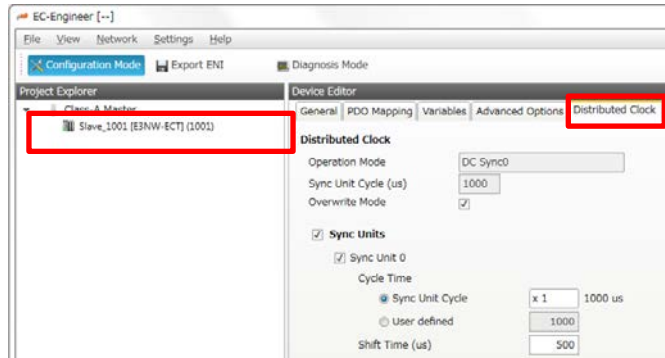 EC-Engineer [--]
File View Network Settings Help
Configuration Mode Export ENI Diagnosis Mode
Project Explorer
Class-A Master
Slave_1001 [E3NW-ECT] (1001)
Device Editor
General PDO Mapping Variables Advanced Options Distributed Clock
Distributed Clock
Operation Mode DC Sync0
Sync Unit Cycle (us) 1000
Overwrite Mode
Sync Units
Sync Unit 0
Cycle Time
Sync Unit Cycle x 1 1000 us
User defined 1000
Shift Time (us) 500